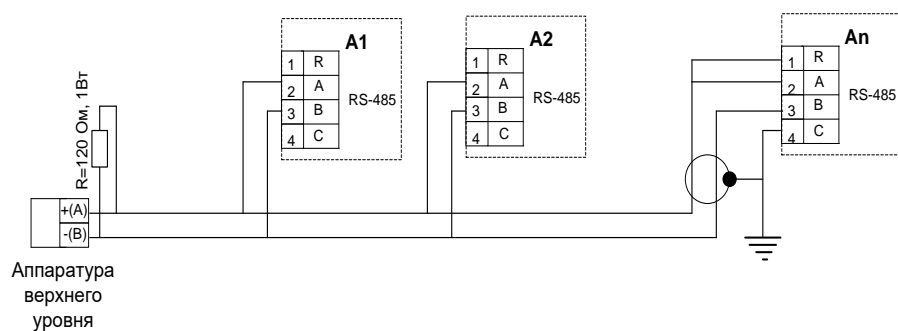 A1
1 R
2 A
3 B
4 C
RS-485
A2
1 R
2 A
3 B
4 C
RS-485
An
1 R
2 A
3 B
4 C
RS-485
R=120 Ом, 1Вт
+(A)
-(B)
Аппаратура
верхнего
уровня